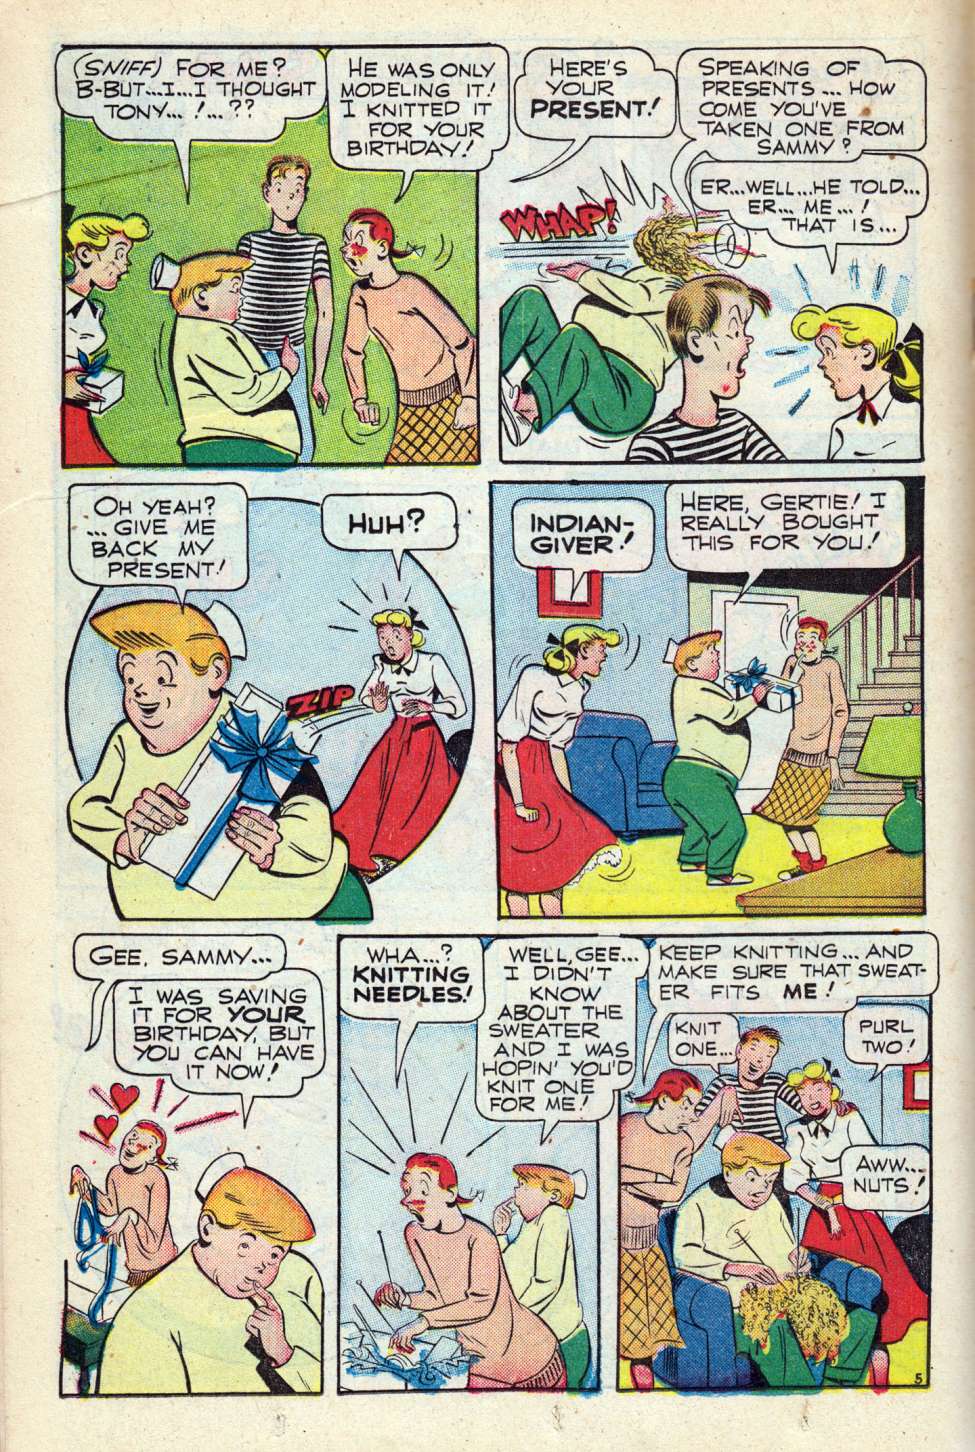 (SNIFF) FOR ME?
B-BUT...I...I THOUGHT
TONY... !...??
HE WAS ONLY
MODELING IT!
I KNITTED IT
FOR YOUR
BIRTHDAY!
HERE'S
YOUR
PRESENT!
SPEAKING OF
PRESENTS... HOW
COME YOU'VE
TAKEN ONE FROM
SAMMY?
ER...WELL...HE TOLD...
ER... ME...!
THAT IS...
WHAP!
OH YEAH?
...GIVE ME
BACK MY
PRESENT!
HUH?
ZIP
INDIAN-
GIVER!
HERE, GERTIE! I
REALLY BOUGHT
THIS FOR YOU!
GEE, SAMMY...
I WAS SAVING
IT FOR YOUR
BIRTHDAY, BUT
YOU CAN HAVE
IT NOW!
WHA...?
KNITTING
NEEDLES!
WELL, GEE...
I DIDN'T
KNOW
ABOUT THE
SWEATER
AND I WAS
HOPIN' YOU'D
KNIT ONE
FOR ME!
KEEP KNITTING...AND
MAKE SURE THAT SWEAT-
ER FITS ME!
KNIT
ONE...
PURL
TWO!
AWW...
NUTS!
5